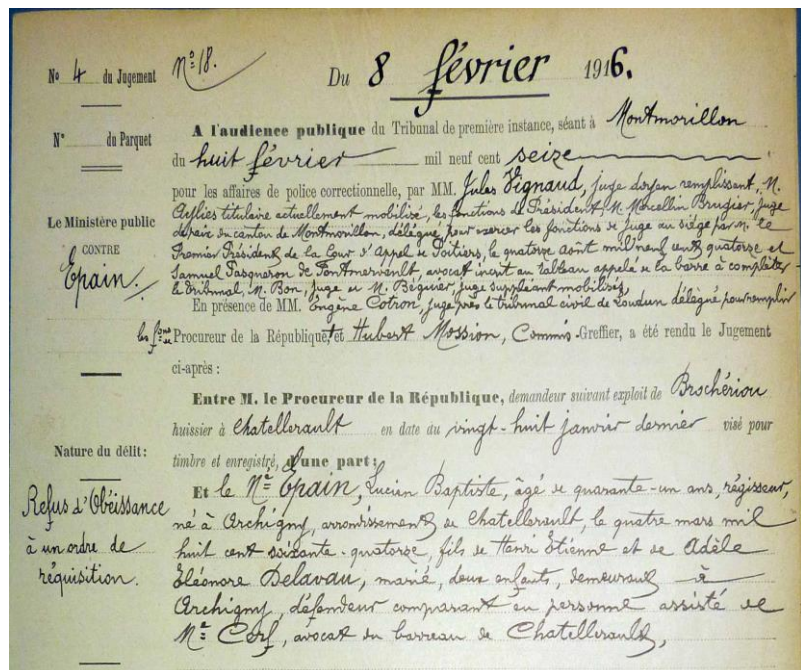 No 4 du Jugement
No 18.
Du 8 février 1916.
N° du Parquet
A l'audience publique du Tribunal de première instance, séant à Montmorillon
du huit février mil neuf cent seize
pour les affaires de police correctionnelle, par MM. Jules Vignaud, juge doyen remplissant, M.
Aylies titulaire actuellement mobilisé, les fonctions de Président, M. Marcellin Brugier, juge
de paix du canton de Montmorillon, délégué pour exercer les fonctions de Juge au siège par M. le
Premier Président de la Cour d'Appel de Poitiers, le quatorze août mil neuf cent quatorze et
Samuel Pasqueron de Fontmervault, avocat inscrit au tableau appelé à la barre à compléter
le tribunal, M. Bon, juge et M. Béguier, juge suppléant mobilisés,
En présence de MM. Eugène Cotron, juge près le tribunal civil de Loudun délégué pour remplir
les fons de Procureur de la République, et Hubert Mossion, Commis-Greffier, a été rendu le Jugement
ci-après :
Le Ministère public
CONTRE
Epain.
Entre M. le Procureur de la République, demandeur suivant exploit de Brochériou
huissier à Chatellerault en date du vingt-huit janvier dernier visé pour
timbre et enregistré, d'une part :
Nature du délit :
Refus d'Obéissance
à un ordre de
réquisition.
Et le Né Epain, Lucien Baptiste, âgé de quarante-un ans, régisseur,
né à Archigny, arrondissement de Chatellerault, le quatre mars mil
huit cent soixante-quatorze, fils de Henri Étienne et de Adèle
Eléonore Delavau, marié, deux enfants, demeurant à
Archigny, défendeur comparant en personne assisté de
Me Cerf, avocat du barreau de Chatellerault,